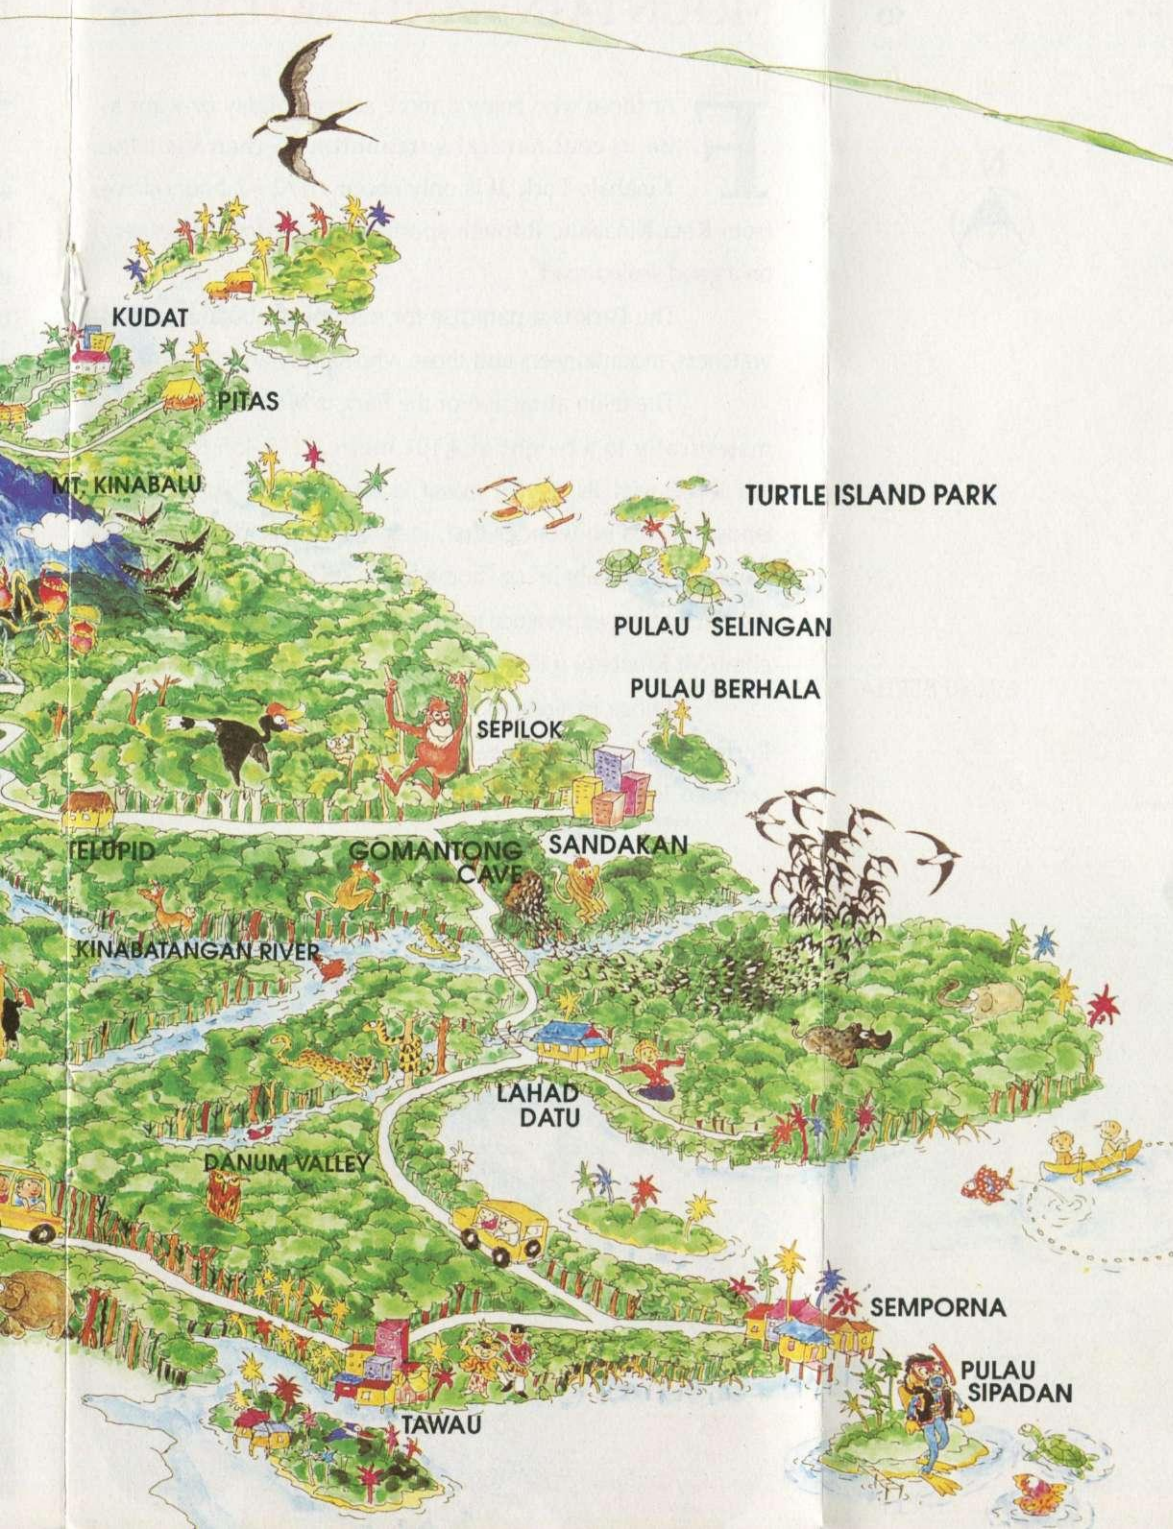 KUDAT
PITAS
MT. KINABALU
TURTLE ISLAND PARK
PULAU SELINGAN
PULAU BERHALA
SEPILOK
SANDAKAN
TELUPID
GOMANTONG
CAVE
KINABATANGAN RIVER
LAHAD
DATU
DANUM VALLEY
SEMPORNA
PULAU
SIPADAN
TAWAU